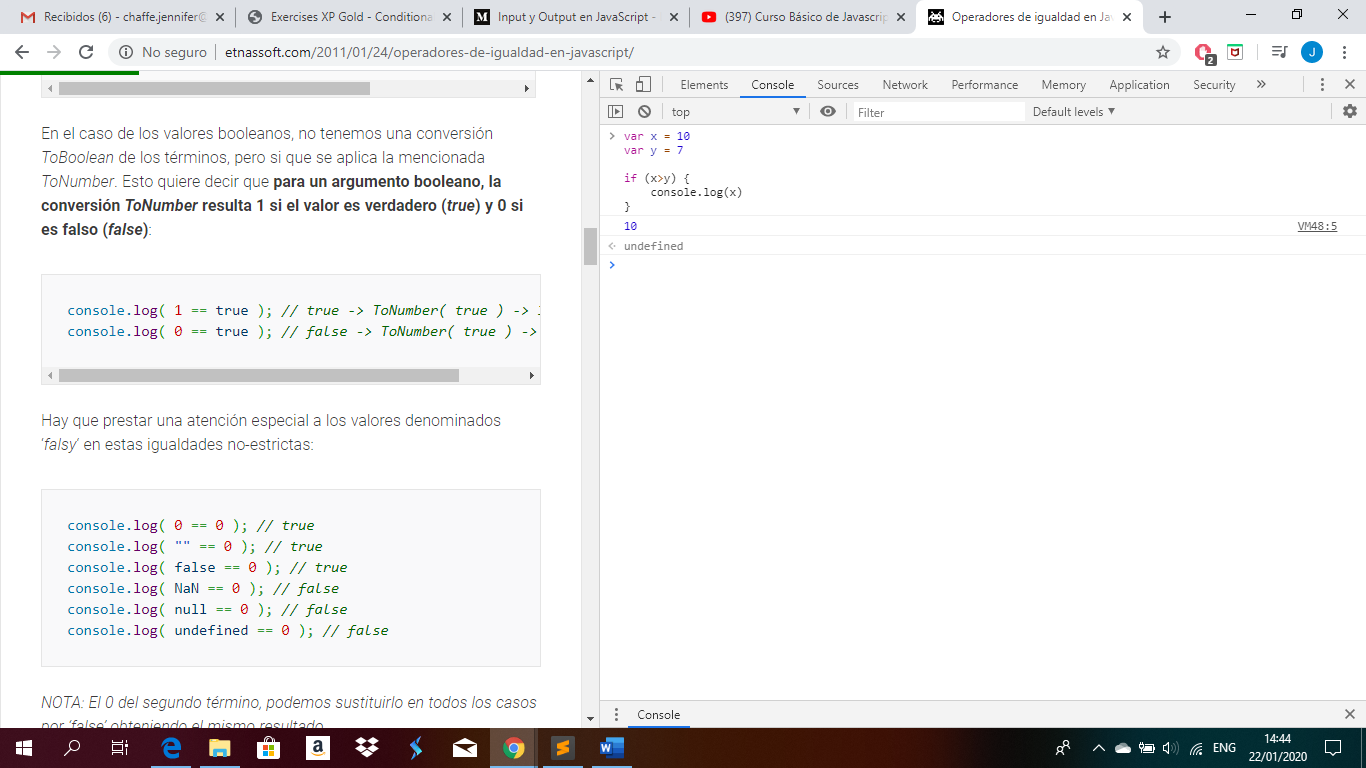 Recibidos (6) - chaffe.jennifer@
Exercises XP Gold - Conditiona
Input y Output en JavaScript -
(397) Curso Básico de Javascrip
Operadores de igualdad en Jav
No seguro | etnassoft.com/2011/01/24/operadores-de-igualdad-en-javascript/
2
J
En el caso de los valores booleanos, no tenemos una conversión
ToBoolean de los términos, pero si que se aplica la mencionada
ToNumber. Esto quiere decir que para un argumento booleano, la
conversión ToNumber resulta 1 si el valor es verdadero (true) y 0 si
es falso (false):
console.log( 1 == true ); // true -> ToNumber( true ) -> 1
console.log( 0 == true ); // false -> ToNumber( true ) ->
Hay que prestar una atención especial a los valores denominados
'falsy' en estas igualdades no-estrictas:
console.log( 0 == 0 ); // true
console.log( "" == 0 ); // true
console.log( false == 0 ); // true
console.log( NaN == 0 ); // false
console.log( null == 0 ); // false
console.log( undefined == 0 ); // false
NOTA: El 0 del segundo término, podemos sustituirlo en todos los casos
por 'false' obteniendo el mismo resultado
Elements Console Sources Network Performance Memory Application Security »
top Filter Default levels
var x = 10
var y = 7
if (x>y) {
console.log(x)
}
10 VM48:5
undefined
Console
ENG
14:44
22/01/2020